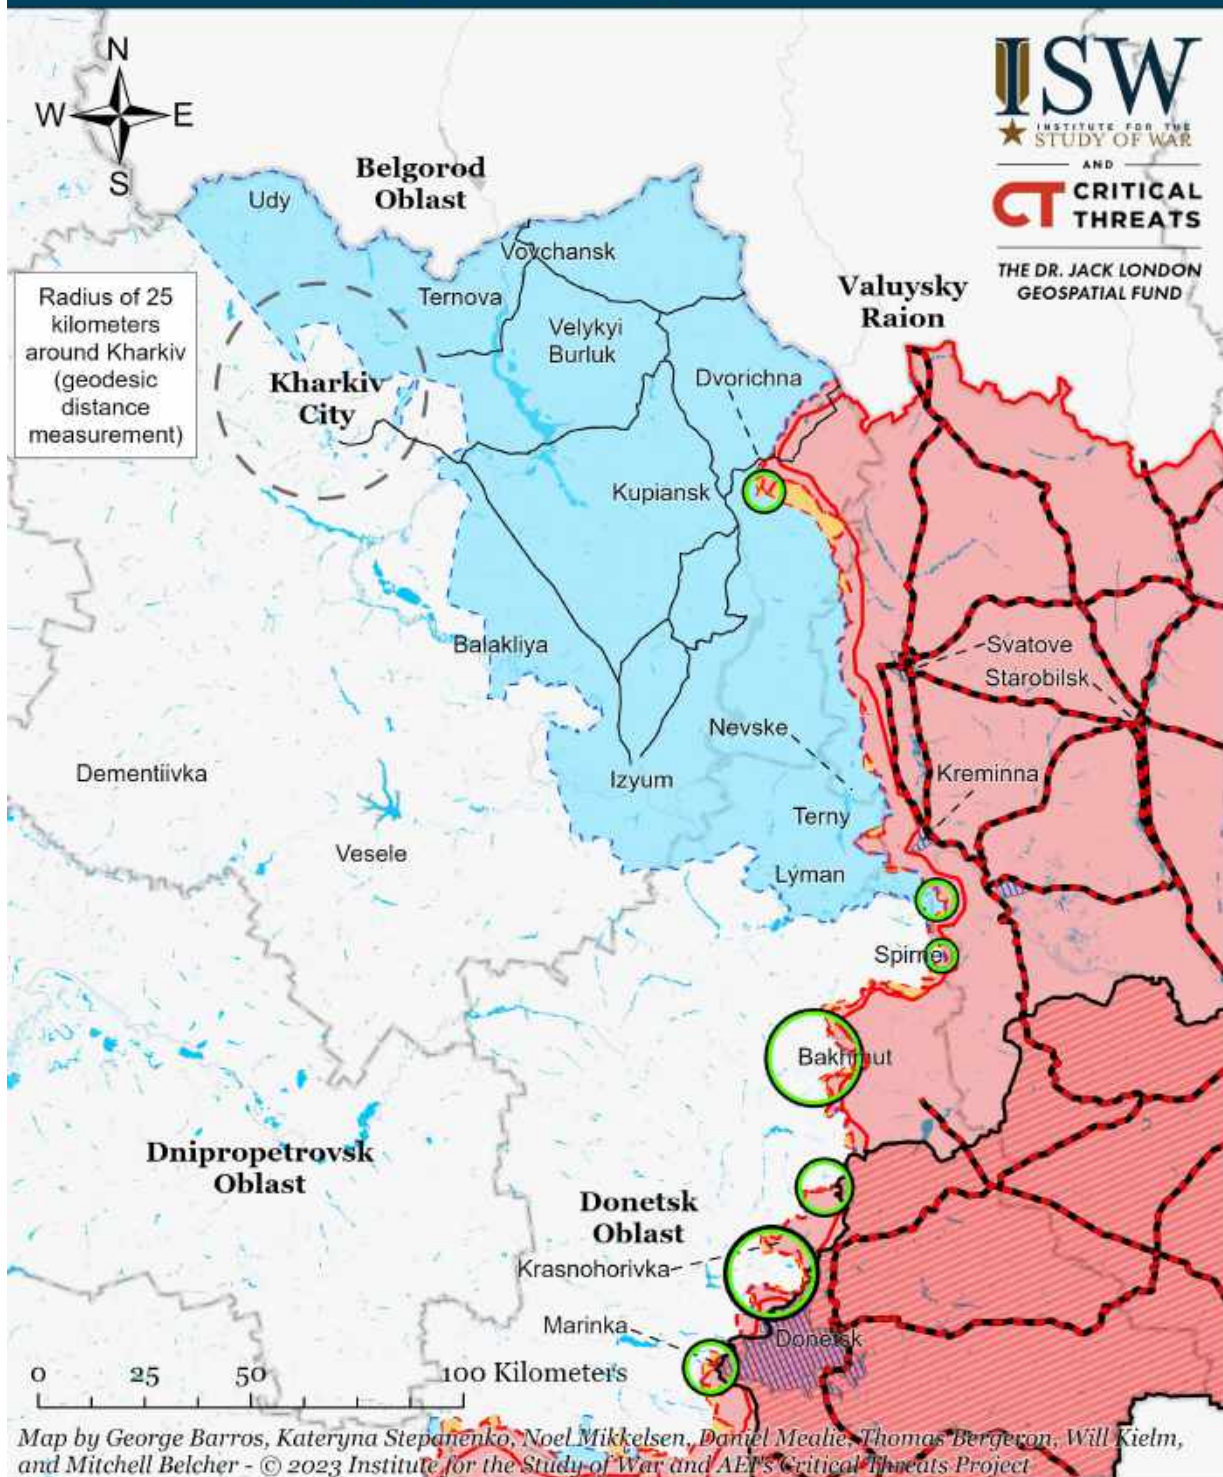 N
W E
S
ISW
INSTITUTE FOR THE
STUDY OF WAR
AND
CT CRITICAL
THREATS
THE DR. JACK LONDON
GEOSPATIAL FUND
Belgorod
Oblast
Udy
Vovchansk
Ternova
Valuysky
Raion
Radius of 25
kilometers
around Kharkiv
(geodesic
distance
measurement)
Velykyi
Burluk
Dvorichna
Kharkiv
City
Kupiansk
Balakliya
Svatove
Starobilsk
Nevske
Dementiivka
Izyum
Kreminna
Terny
Vesele
Lyman
Spirne
Bakhmut
Dnipropetrovsk
Oblast
Donetsk
Oblast
Krasnohorivka
Marinka
Donetsk
0 25 50 100 Kilometers
Map by George Barros, Kateryna Stepanenko, Noel Mikkelsen, Daniel Mealie, Thomas Bergeron, Will Kielm,
and Mitchell Belcher - © 2023 Institute for the Study of War and AEI's Critical Threats Project